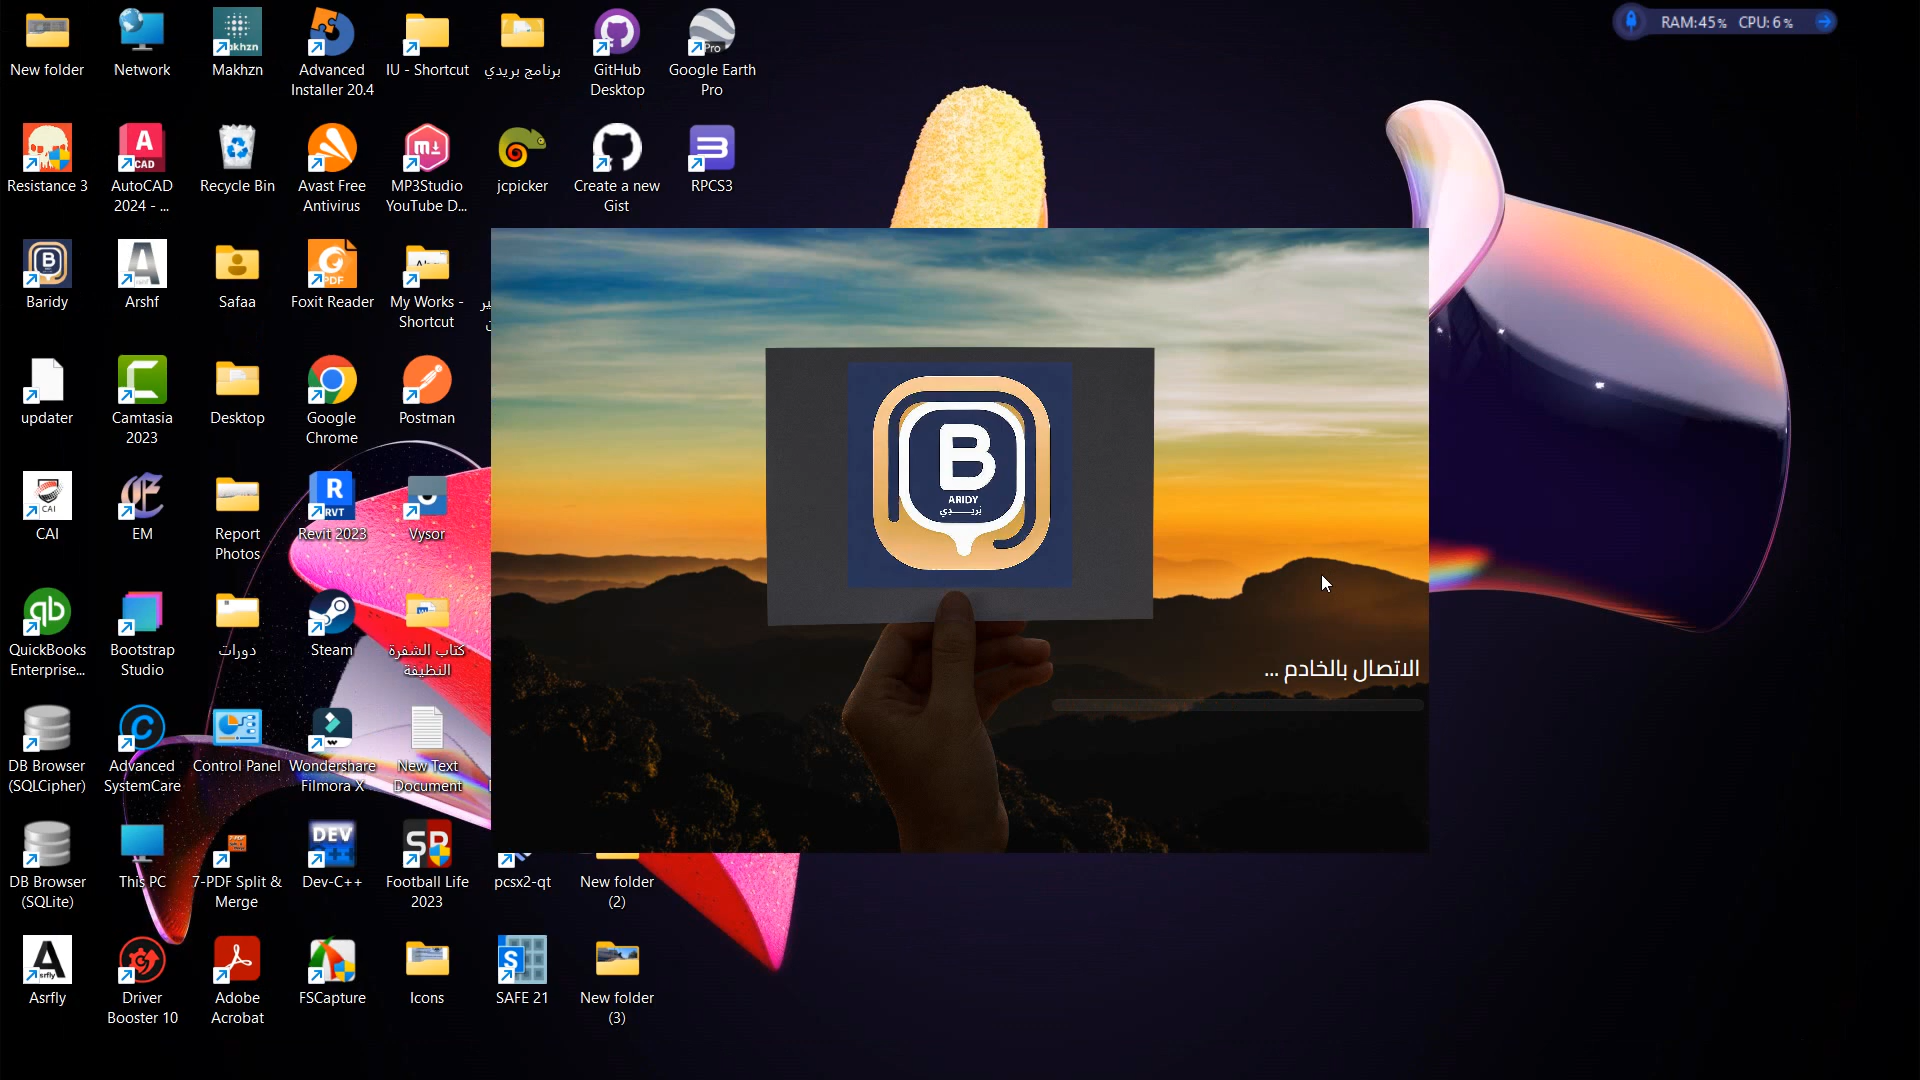 RAM:45% CPU: 6%
New folder
Network
Makhzn
Advanced
Installer 20.4
IU - Shortcut
برنامج بريدي
GitHub
Desktop
Google Earth
Pro
Resistance 3
AutoCAD
2024 - ...
Recycle Bin
Avast Free
Antivirus
MP3Studio
YouTube D...
jcpicker
Create a new
Gist
RPCS3
Baridy
Arshf
Safaa
Foxit Reader
My Works -
Shortcut
updater
Camtasia
2023
Desktop
Google
Chrome
Postman
CAI
EM
Report
Photos
Revit 2023
Vysor
QuickBooks
Enterprise...
Bootstrap
Studio
دورات
Steam
كتاب الشفرة
النظيفة
DB Browser
(SQLCipher)
Advanced
SystemCare
Control Panel
Wondershare
Filmora X
New Text
Document
DB Browser
(SQLite)
This PC
7-PDF Split &
Merge
Dev-C++
Football Life
2023
pcsx2-qt
New folder
(2)
Asrfly
Driver
Booster 10
Adobe
Acrobat
FSCapture
Icons
SAFE 21
New folder
(3)
B
ARIDY
بريـــدي
الاتصال بالخادم ...